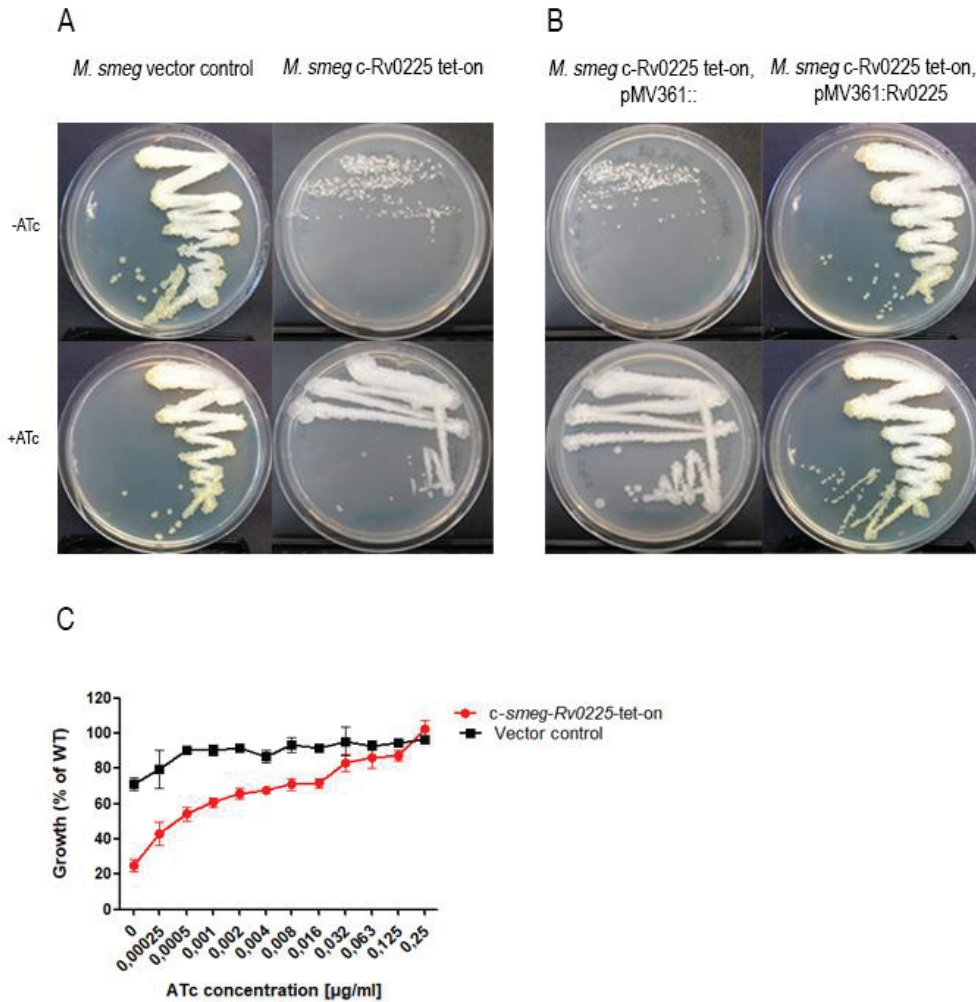 A
B
M. smeg vector control
M. smeg c-Rv0225 tet-on
M. smeg c-Rv0225 tet-on,
pMV361::
M. smeg c-Rv0225 tet-on,
pMV361:Rv0225
-ATc
+ATc
C
c-smeg-Rv0225-tet-on
Vector control
Growth (% of WT)
120
100
80
60
40
20
0
0
0,00025
0,0005
0,001
0,002
0,004
0,008
0,016
0,032
0,063
0,125
0,25
ATc concentration [µg/ml]